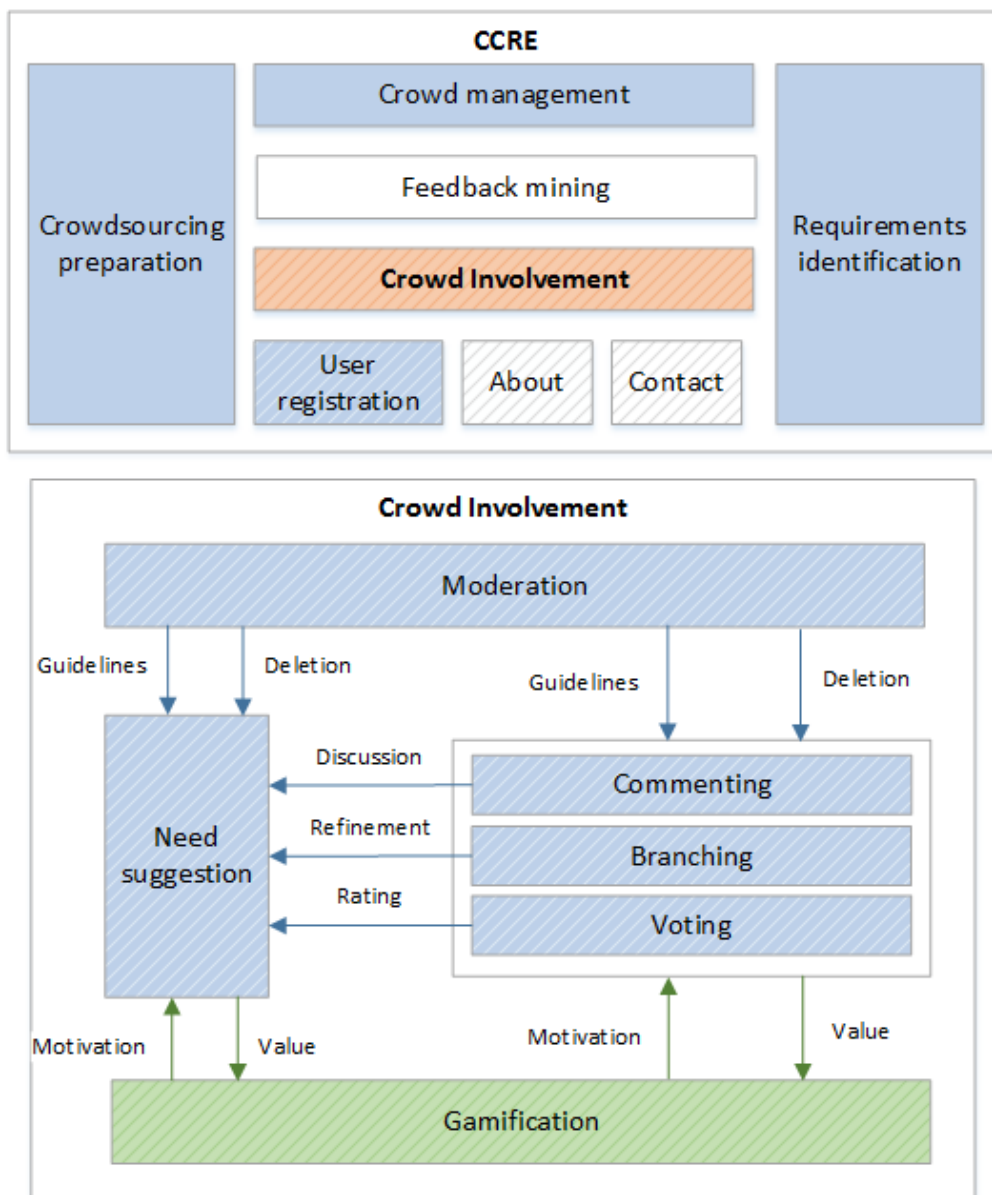 CCRE
Crowd management
Crowdsourcing
preparation
Feedback mining
Crowd Involvement
Requirements
identification
User
registration
About
Contact
Crowd Involvement
Moderation
Guidelines
Deletion
Guidelines
Deletion
Need
suggestion
Discussion
Refinement
Rating
Commenting
Branching
Voting
Motivation
Value
Motivation
Value
Gamification